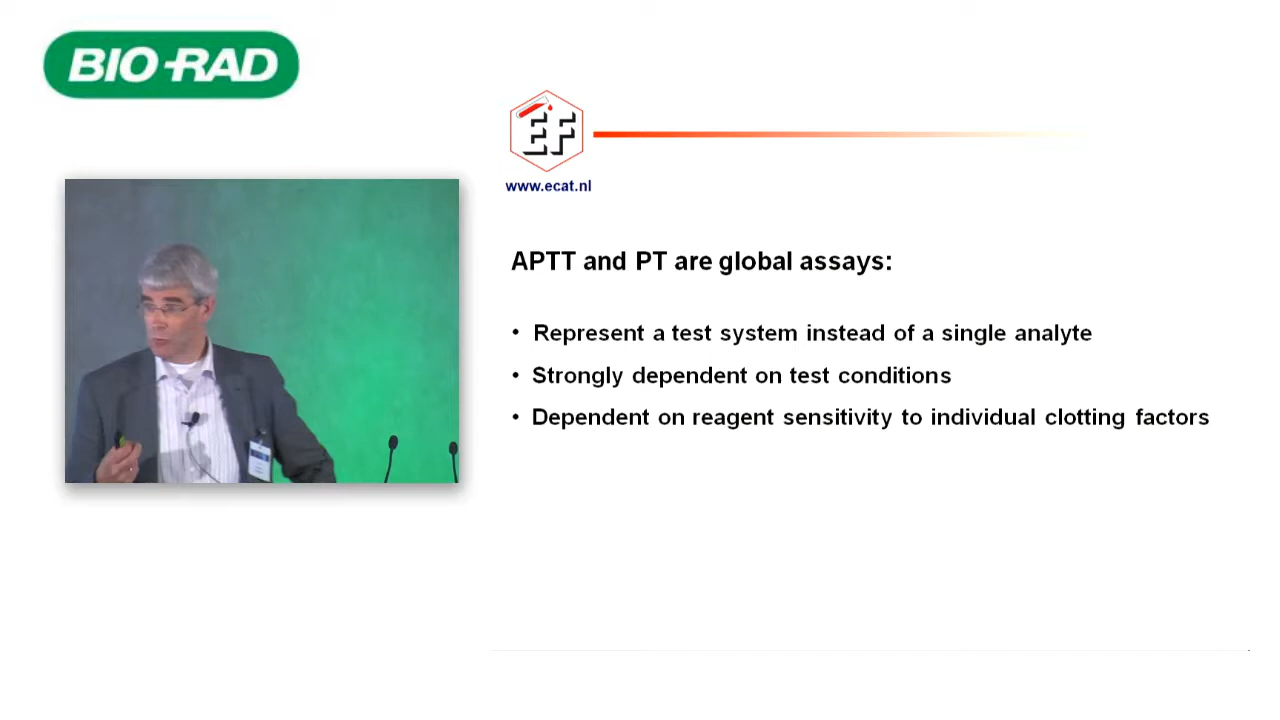 BIO-RAD
EF
www.ecat.nl
APTT and PT are global assays:
• Represent a test system instead of a single analyte
• Strongly dependent on test conditions
• Dependent on reagent sensitivity to individual clotting factors